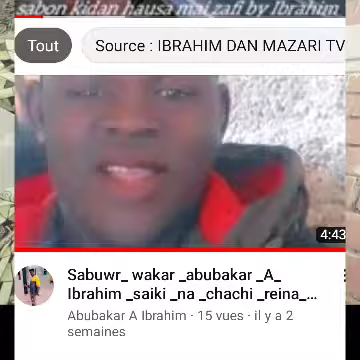 sabon kidan hausa mai zafi by Ibrahim
Tout
Source : IBRAHIM DAN MAZARI TV
4:43
Sabuwr_ wakar _abubakar _A_
Ibrahim _saiki _na _chachi _reina_...
Abubakar A Ibrahim · 15 vues · il y a 2
semaines